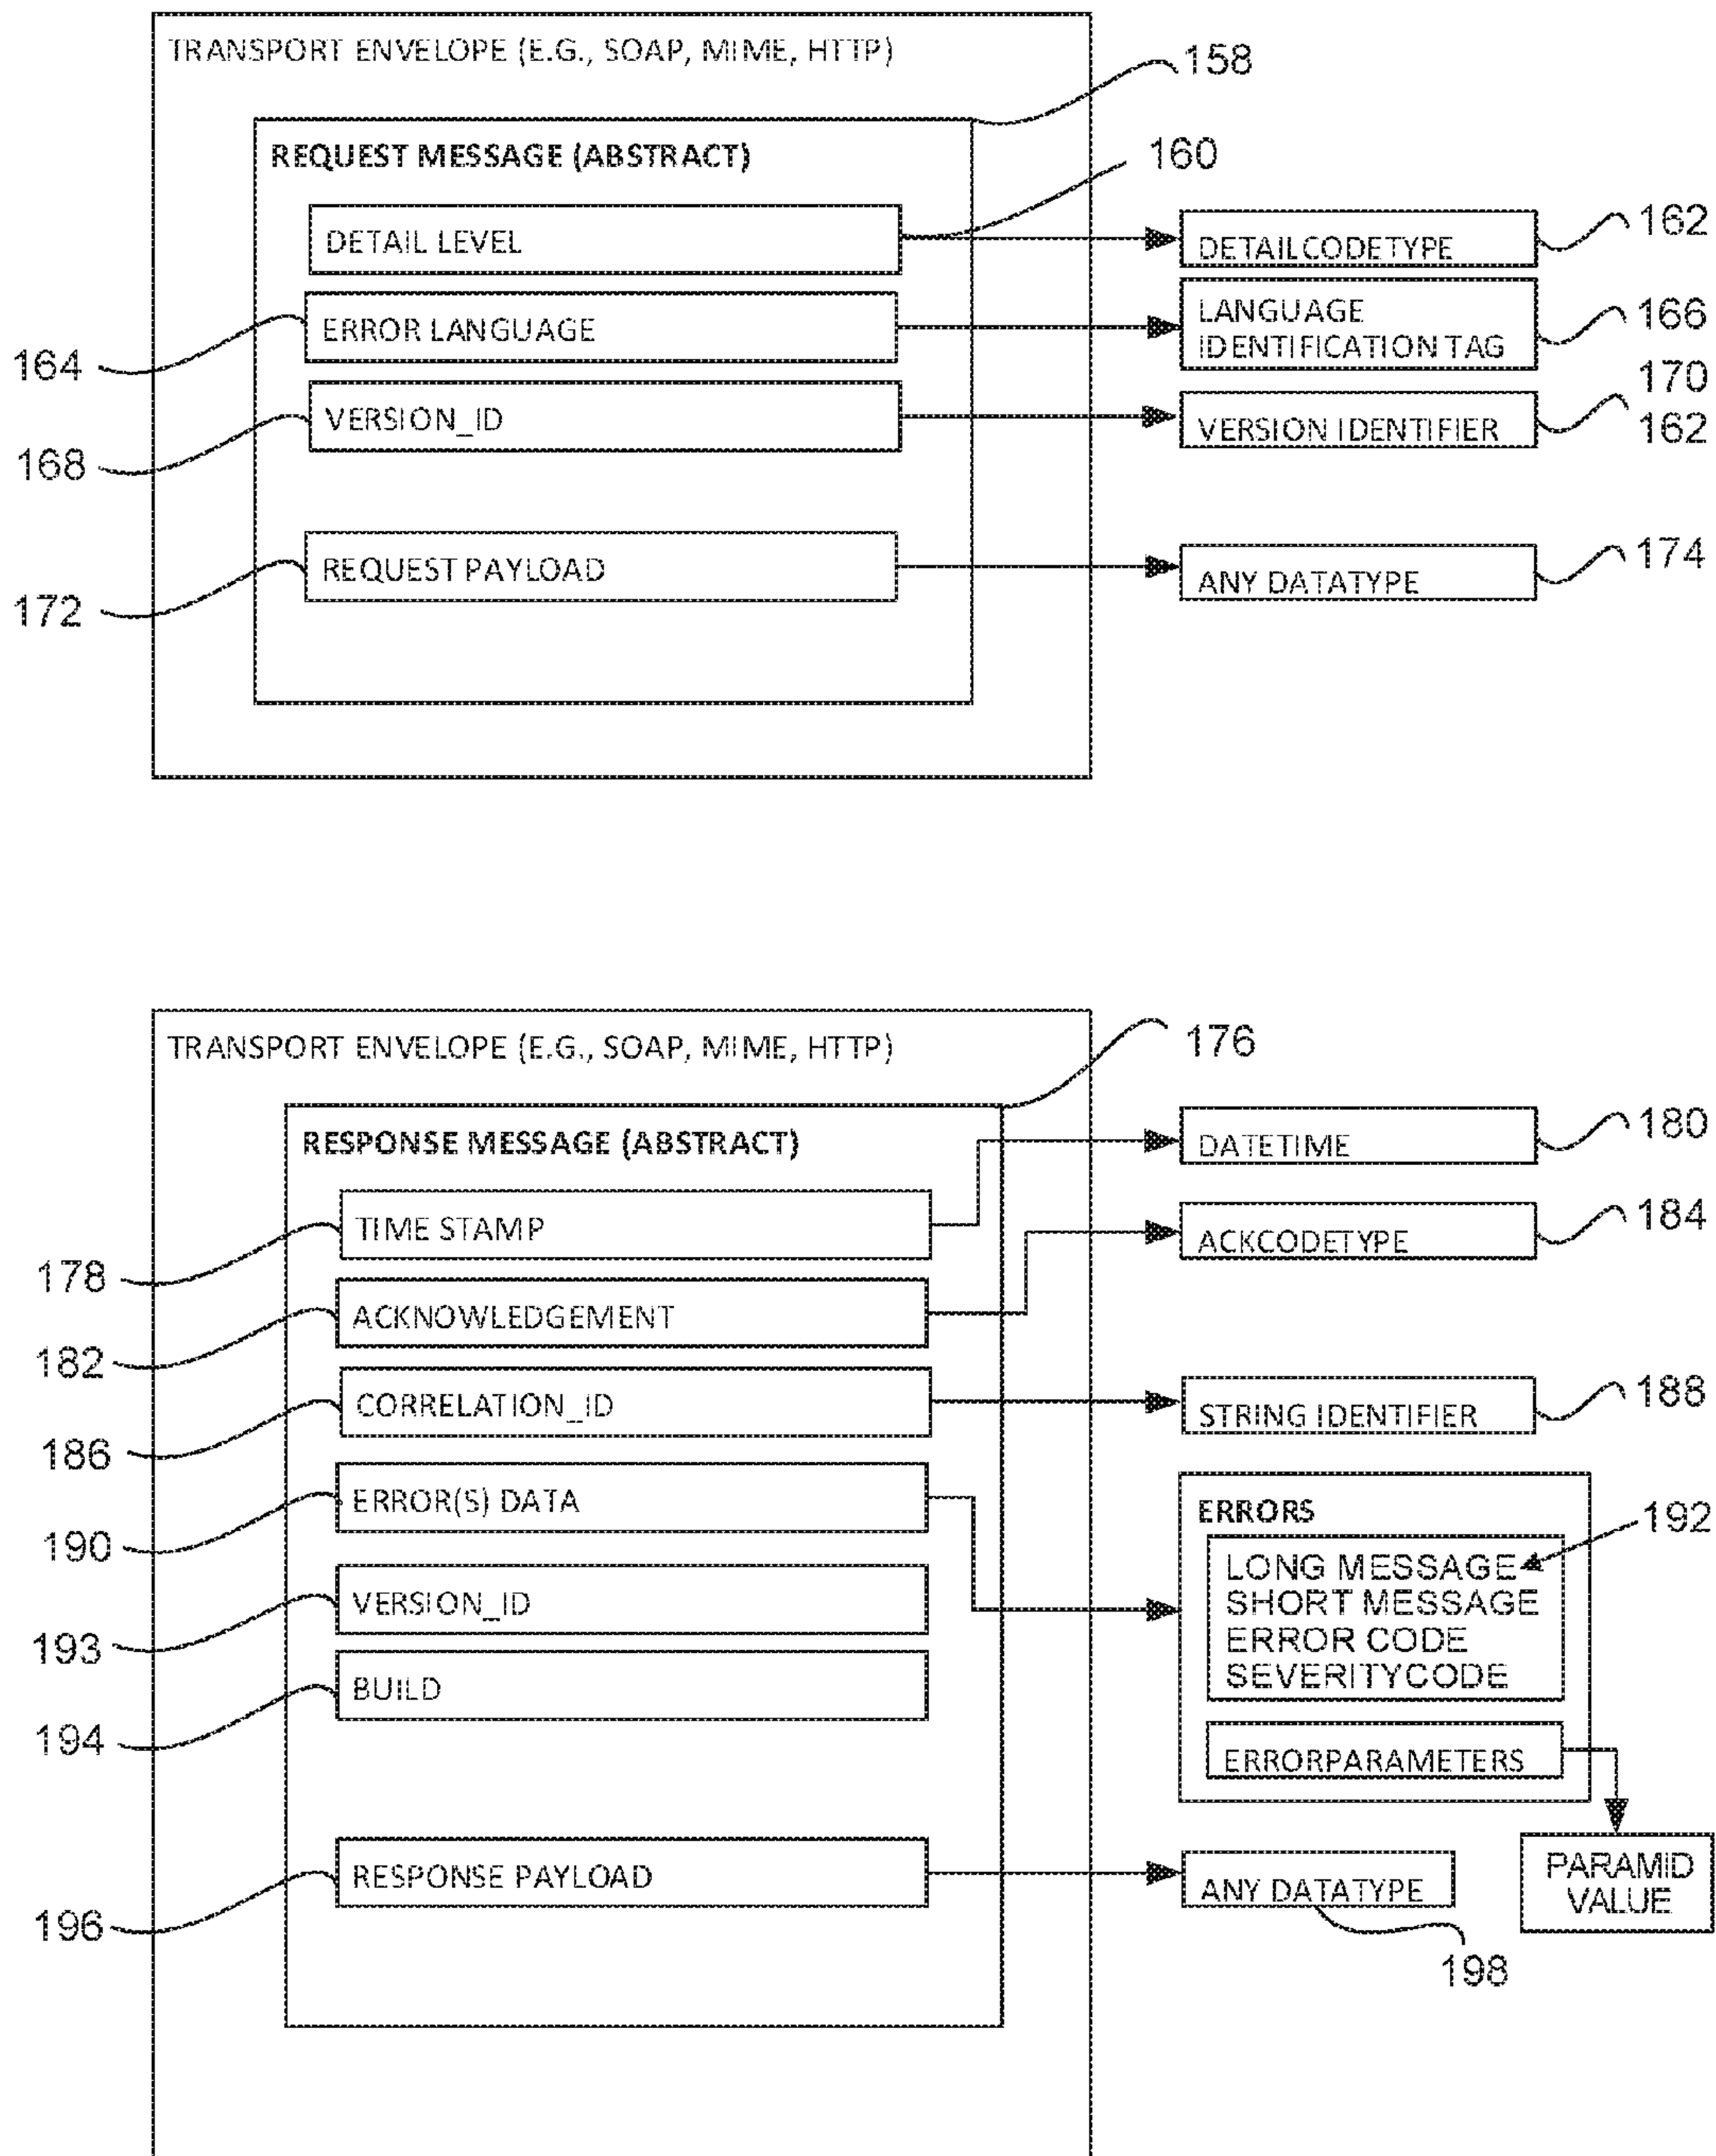 TRANSPORT ENVELOPE (E.G., SOAP, MIME, HTTP)
158
REQUEST MESSAGE (ABSTRACT)
160
DETAIL LEVEL
DETAILCODETYPE
162
164
ERROR LANGUAGE
LANGUAGE
IDENTIFICATION TAG
166
168
VERSION_ID
VERSION IDENTIFIER
170
162
172
REQUEST PAYLOAD
ANY DATATYPE
174
TRANSPORT ENVELOPE (E.G., SOAP, MIME, HTTP)
176
RESPONSE MESSAGE (ABSTRACT)
DATETIME
180
178
TIME STAMP
ACKCODETYPE
184
182
ACKNOWLEDGEMENT
186
CORRELATION_ID
STRING IDENTIFIER
188
190
ERROR(S) DATA
ERRORS
192
LONG MESSAGE
SHORT MESSAGE
ERROR CODE
SEVERITYCODE
193
VERSION_ID
194
BUILD
ERRORPARAMETERS
PARAMID
VALUE
196
RESPONSE PAYLOAD
ANY DATATYPE
198